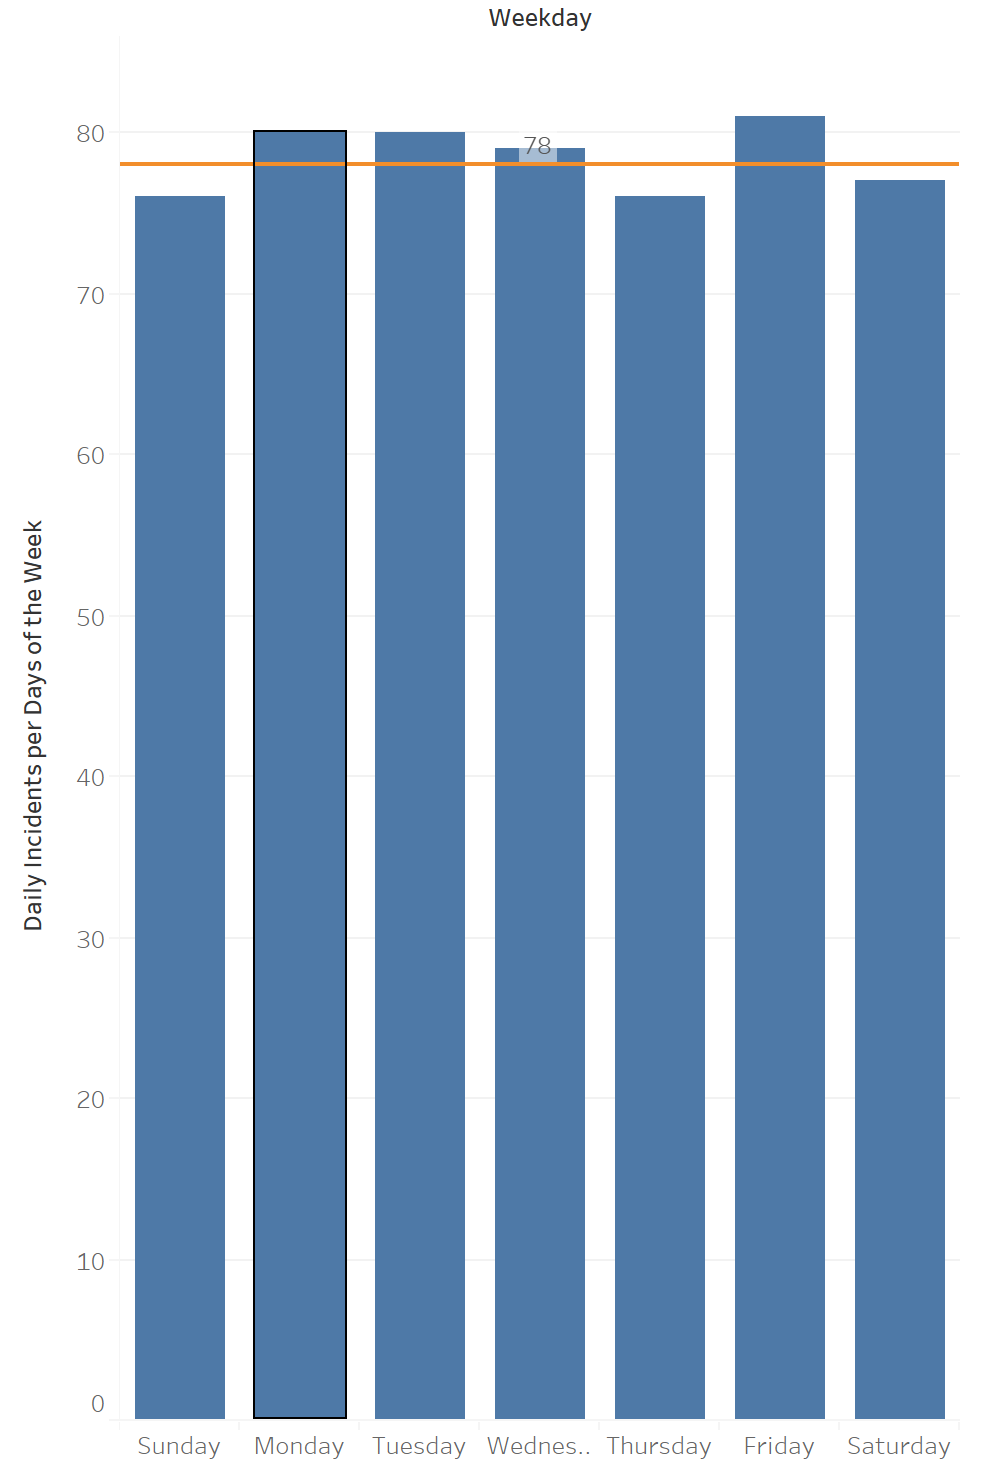 Weekday
Daily Incidents per Days of the Week
80
70
60
50
40
30
20
10
0
78
Sunday
Monday
Tuesday
Wednes..
Thursday
Friday
Saturday